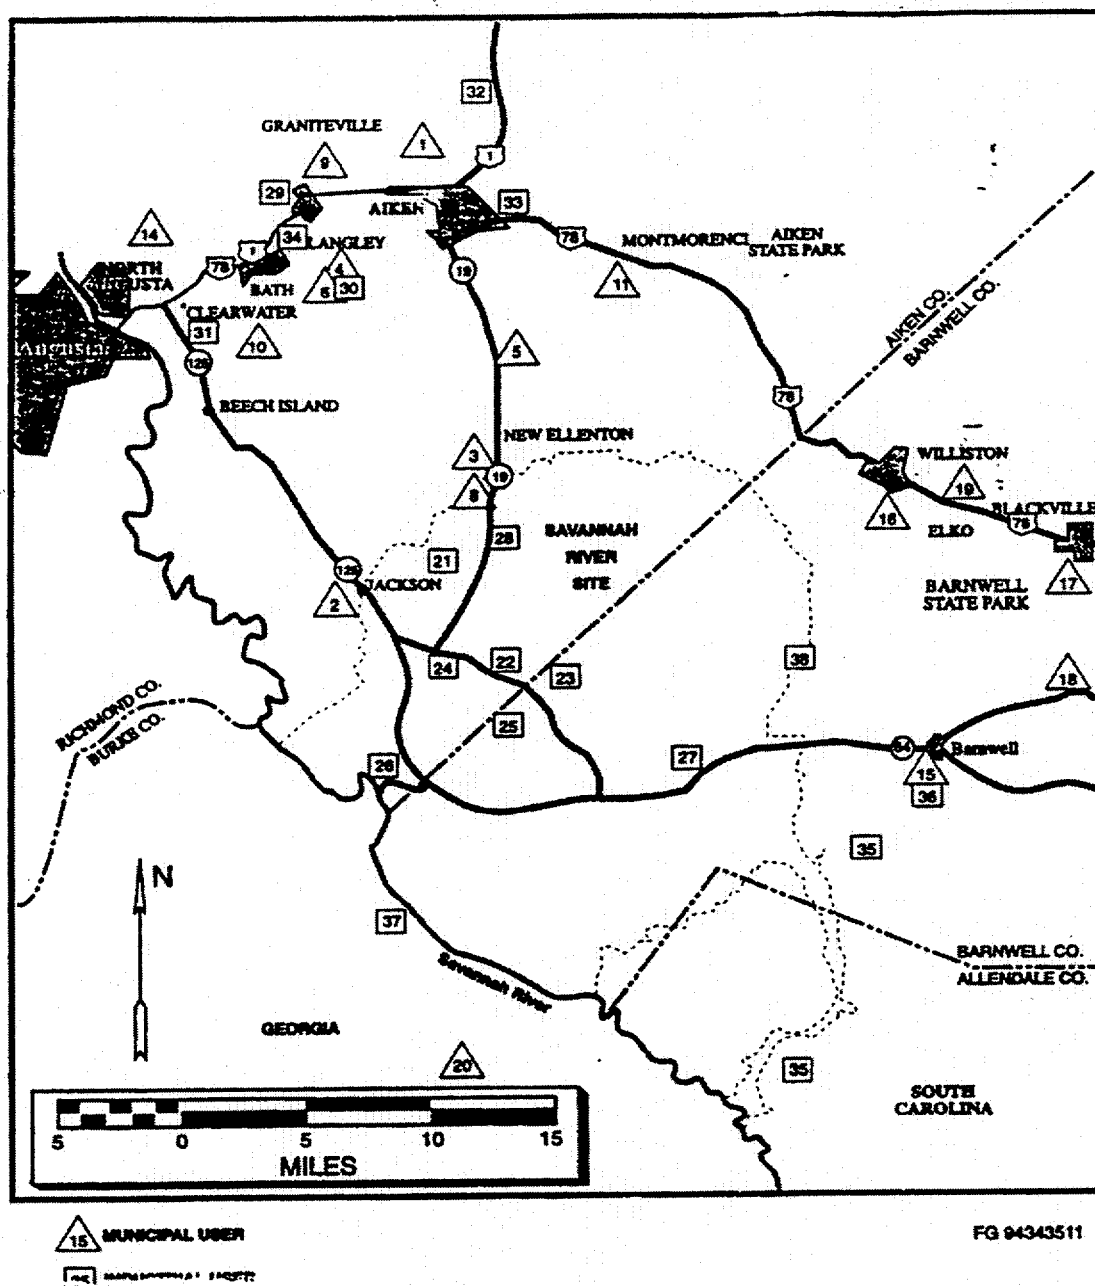 32
GRANITEVILLE
1
9
1
29
AIKEN
33
14
34
LANGLEY
1
78
MONTMORENCI
AIKEN
STATE PARK
78
NORTH
4
30
6
BATH
19
11
CLEARWATER
31
10
Augusta
5
AIKEN CO.
BARNWELL CO.
BEECH ISLAND
78
NEW ELLENTON
3
19
8
WILLISTON
19
16
BLACKVILLE
78
ELKO
28
SAVANNAH
RIVER
SITE
21
JACKSON
2
BARNWELL
STATE PARK
17
24
22
23
38
18
RICHMOND CO.
BURKE CO.
25
26
27
64
Barnwell
15
36
35
N
37
Savannah River
BARNWELL CO.
ALLENDALE CO.
GEORGIA
20
35
SOUTH
CAROLINA
5 0 5 10 15
MILES
15 MUNICIPAL USER
FG 94343511